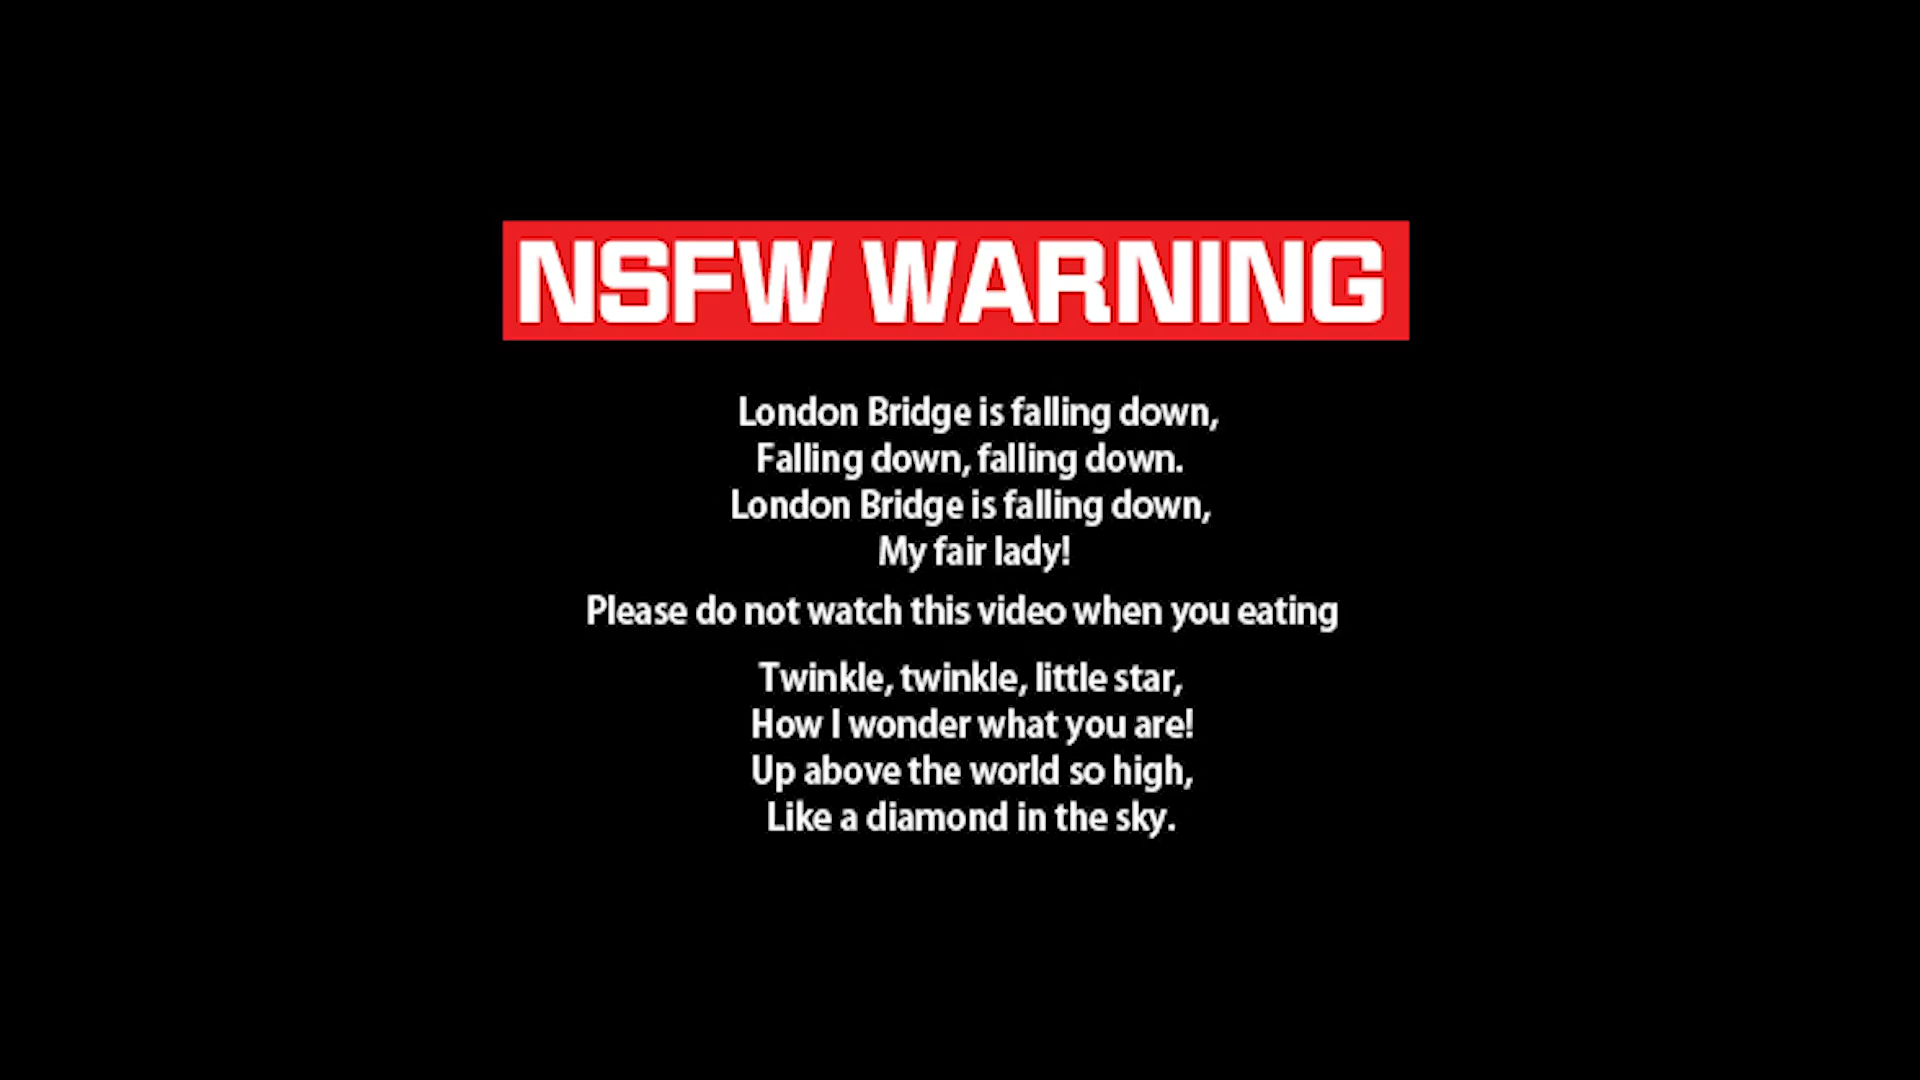 NSFW WARNING
London Bridge is falling down,
Falling down, falling down.
London Bridge is falling down,
My fair lady!
Please do not watch this video when you eating
Twinkle, twinkle, little star,
How I wonder what you are!
Up above the world so high,
Like a diamond in the sky.